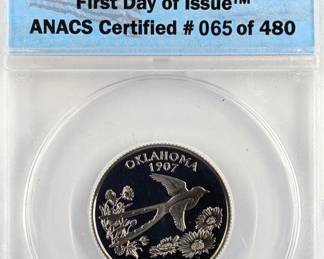 First Day of Issue™
ANACS Certified # 065 of 480
OKLAHOMA
1907